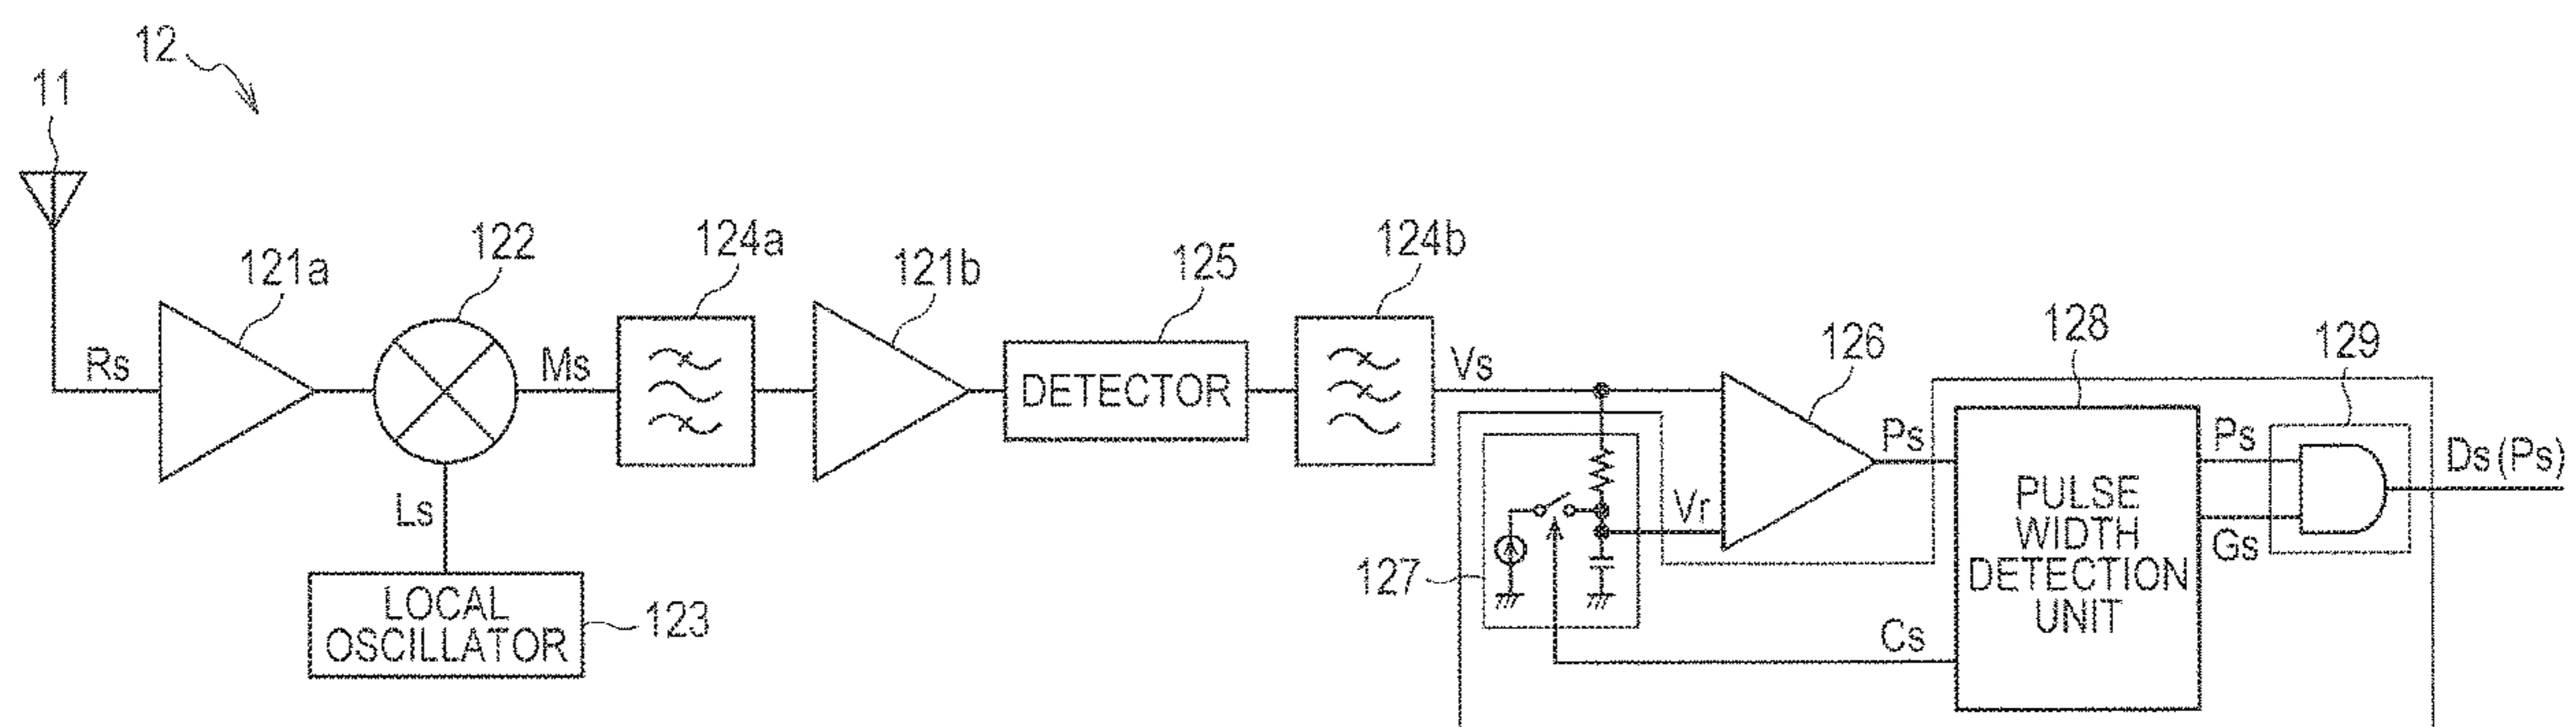 12
11
121a
122
124a
121b
125
124b
126
128
129
Rs
Ms
DETECTOR
Vs
Ps
Ps
Ds(Ps)
Ls
Vr
PULSE
WIDTH
DETECTION
UNIT
Gs
127
LOCAL
OSCILLATOR
123
Cs